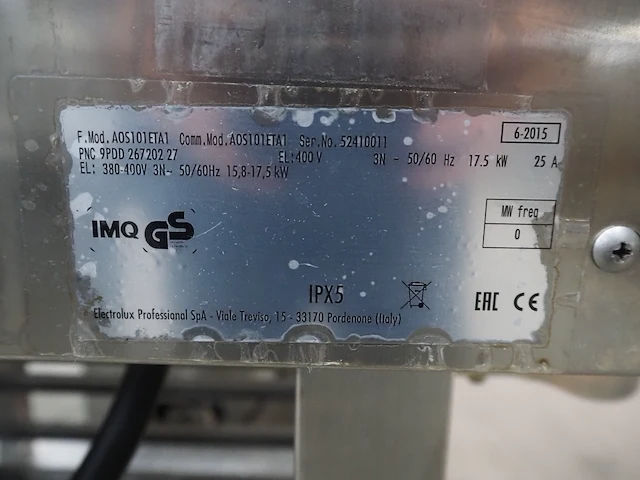 F.Mod. AOS101ETA1 Comm.Mod. AOS101ETA1 Ser.No. 52410011 6-2015
PNC 9PDD 267202 27 EL:400 V 3N ~ 50/60 Hz 17.5 kW 25 A
EL: 380-400V 3N~ 50/60Hz 15,8-17,5 kW
MW freq
0
IMQ GS
IPX5
EAC CE
Electrolux Professional SpA - Viale Treviso, 15 - 33170 Pordenone (Italy)